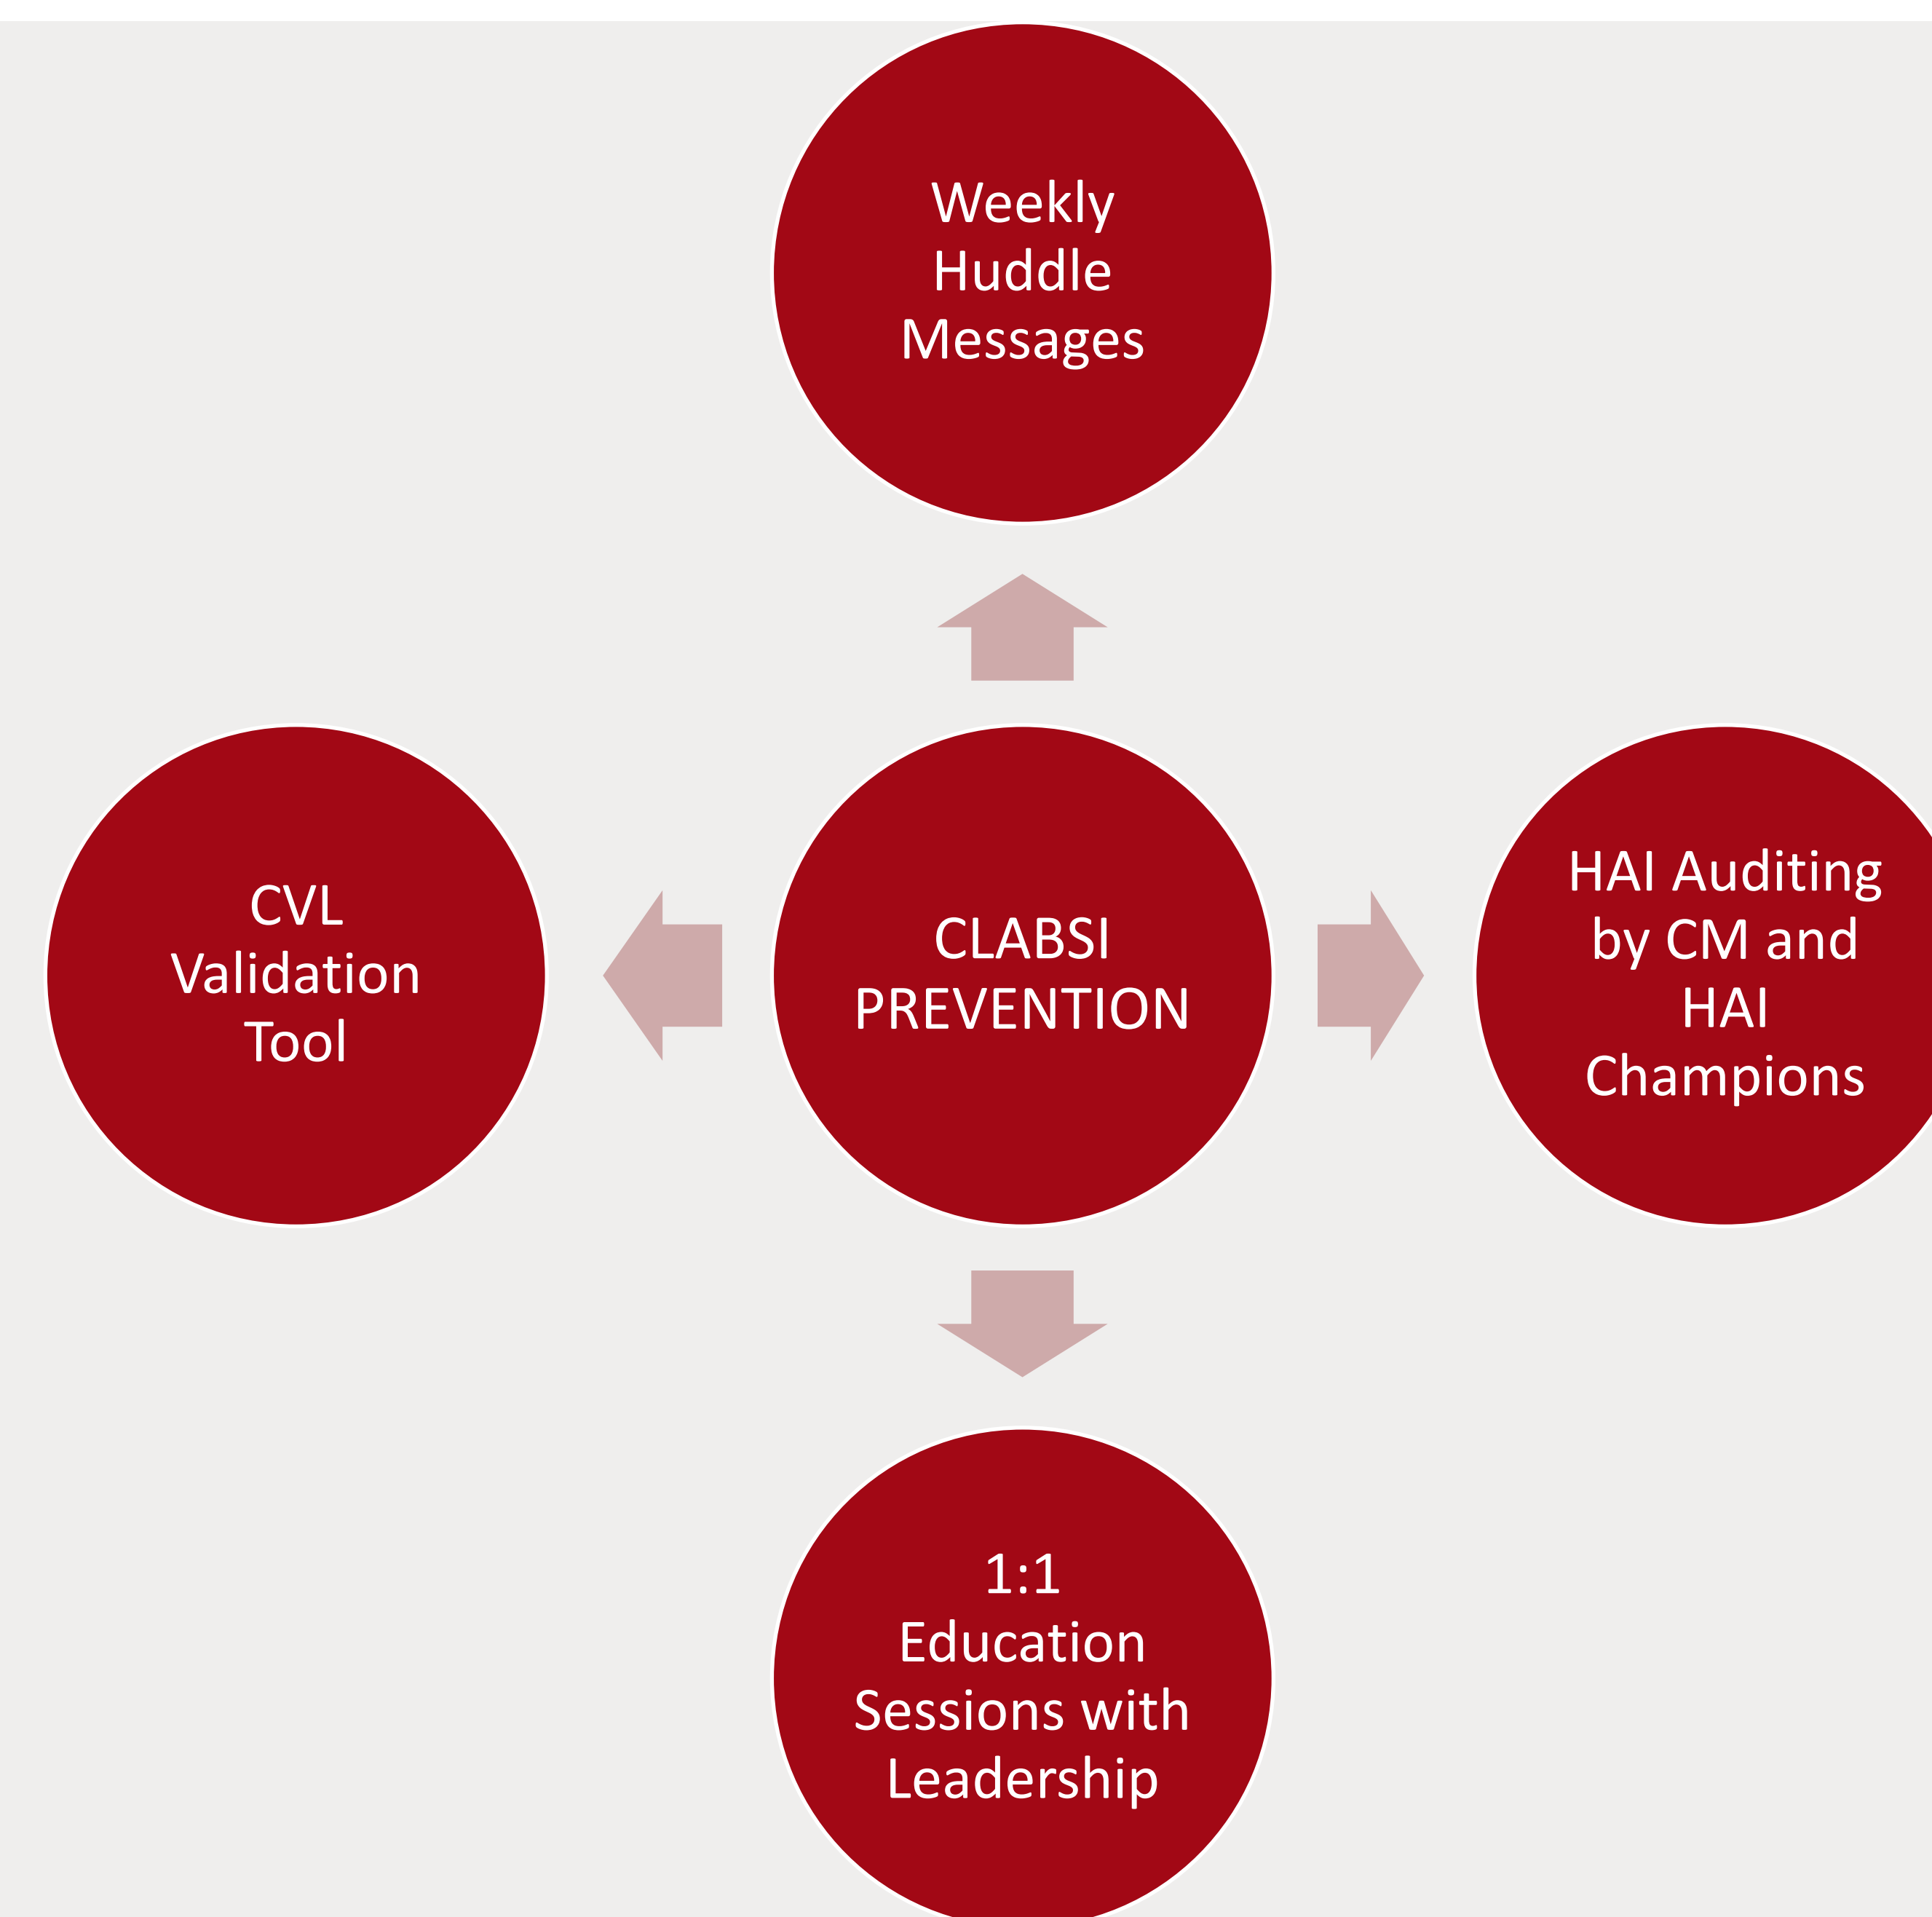 Weekly
Huddle
Messages
CVL
Validation
Tool
CLABSI
PREVENTION
HAI Auditing
by CM and
HAI
Champions
1:1
Education
Sessions with
Leadership